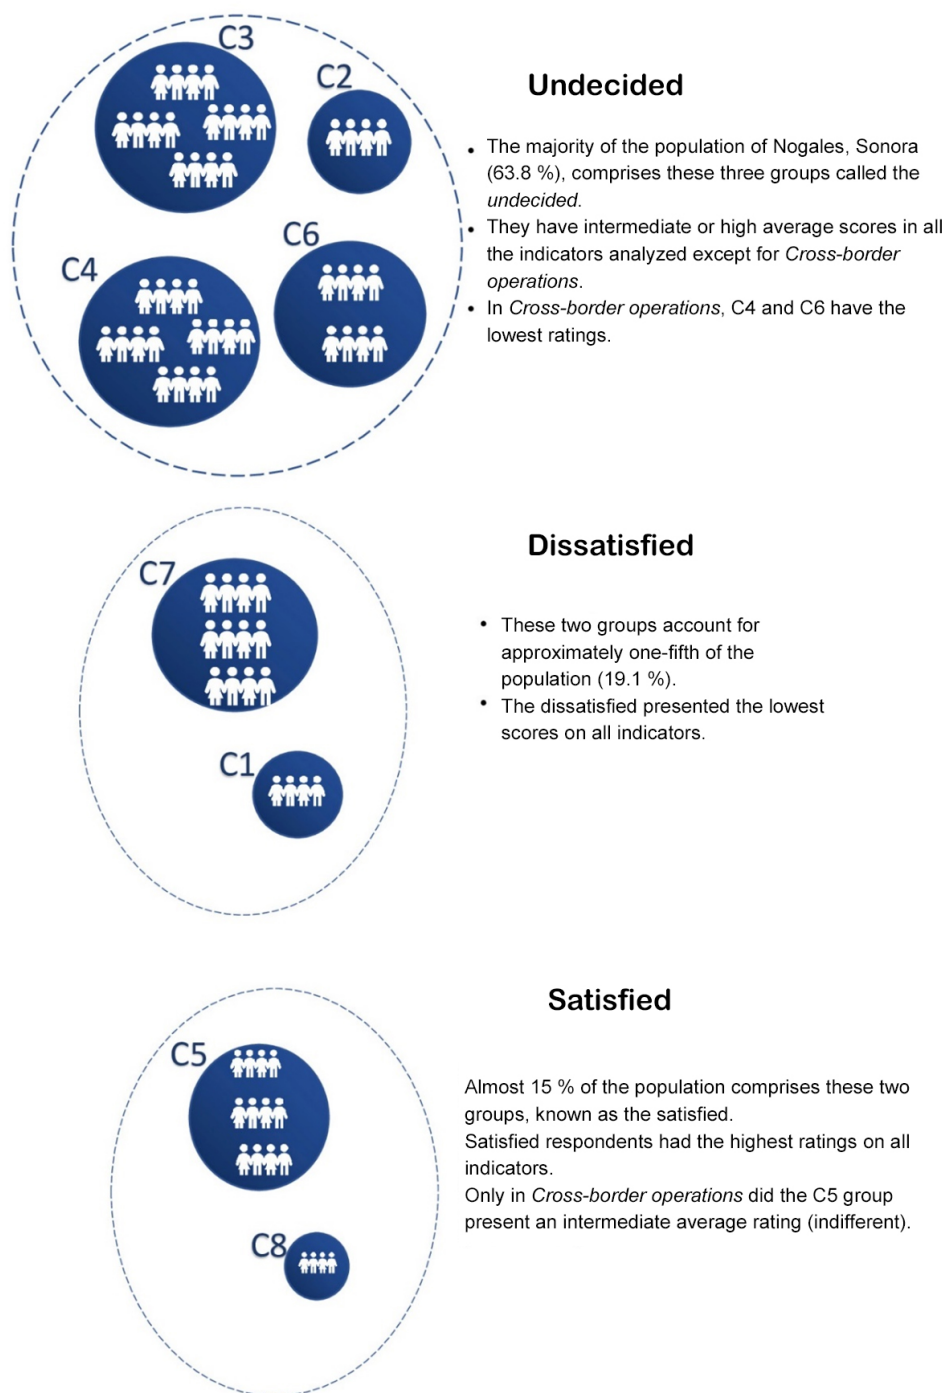 C3
C2
C4
C6
Undecided
• The majority of the population of Nogales, Sonora
(63.8 %), comprises these three groups called the
undecided.
• They have intermediate or high average scores in all
the indicators analyzed except for Cross-border
operations.
• In Cross-border operations, C4 and C6 have the
lowest ratings.
C7
C1
Dissatisfied
• These two groups account for
approximately one-fifth of the
population (19.1 %).
• The dissatisfied presented the lowest
scores on all indicators.
C5
C8
Satisfied
Almost 15 % of the population comprises these two
groups, known as the satisfied.
Satisfied respondents had the highest ratings on all
indicators.
Only in Cross-border operations did the C5 group
present an intermediate average rating (indifferent).